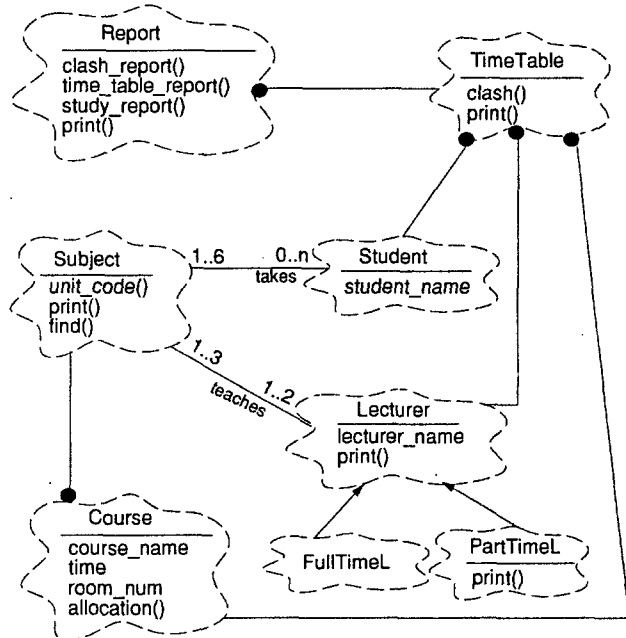 Report
clash_report()
time_table_report()
study_report()
print()
TimeTable
clash()
print()
Subject
unit_code()
print()
find()
1..6
0..n
takes
Student
student_name
1..3
teaches
1..2
Lecturer
lecturer_name
print()
Course
course_name
time
room_num
allocation()
FullTimeL
PartTimeL
print()